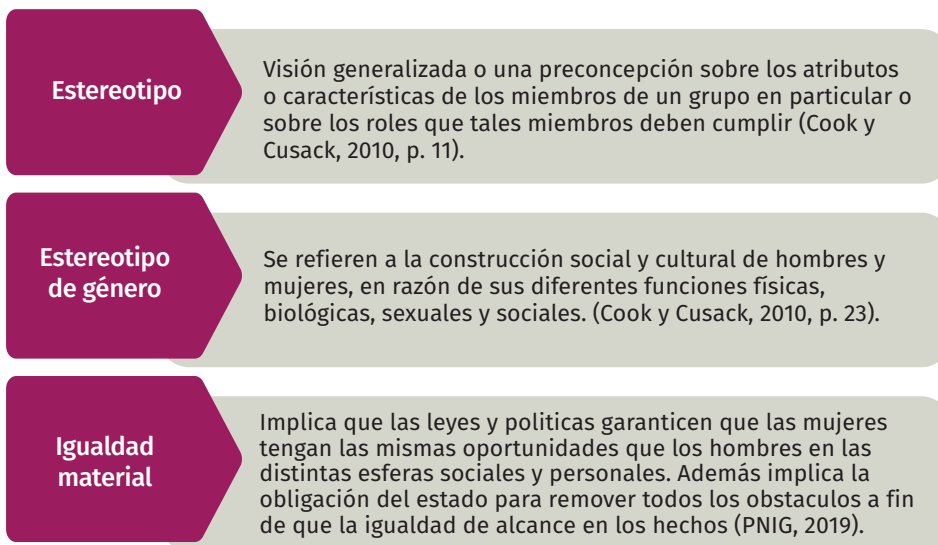 Estereotipo
Visión generalizada o una preconcepción sobre los atributos
o características de los miembros de un grupo en particular o
sobre los roles que tales miembros deben cumplir (Cook y
Cusack, 2010, p. 11).
Estereotipo
de género
Se refieren a la construcción social y cultural de hombres y
mujeres, en razón de sus diferentes funciones físicas,
biológicas, sexuales y sociales. (Cook y Cusack, 2010, p. 23).
Igualdad
material
Implica que las leyes y politicas garanticen que las mujeres
tengan las mismas oportunidades que los hombres en las
distintas esferas sociales y personales. Además implica la
obligación del estado para remover todos los obstaculos a fin
de que la igualdad de alcance en los hechos (PNIG, 2019).